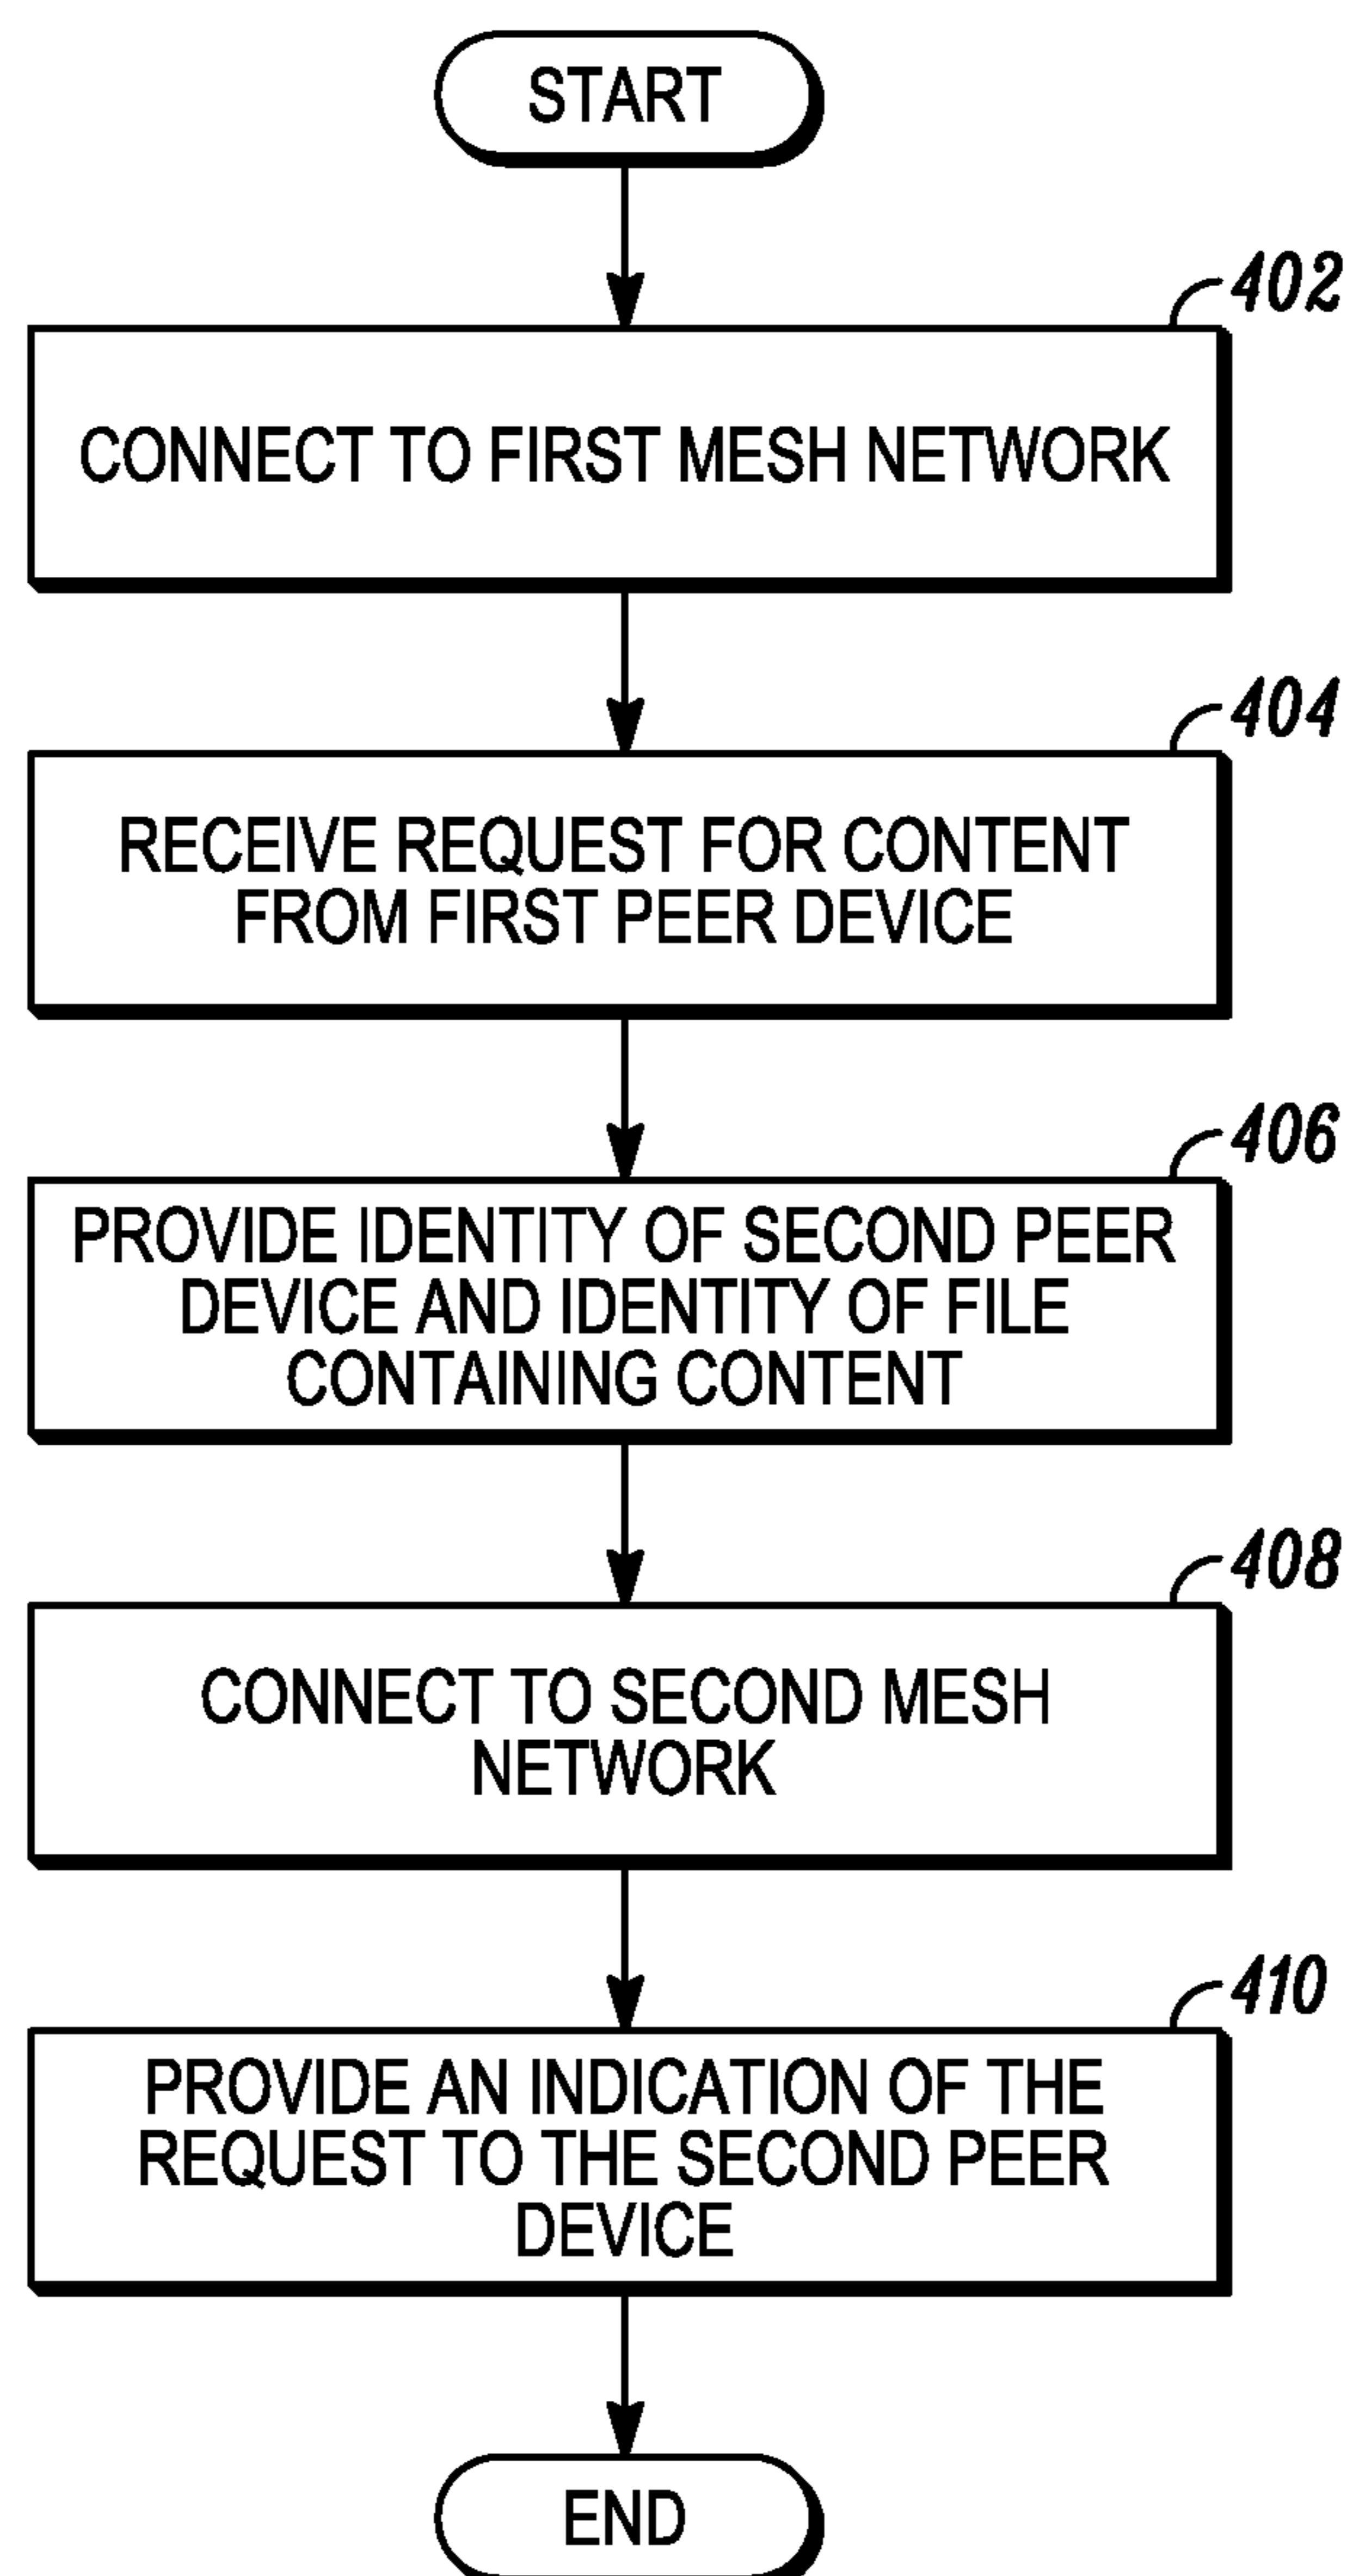 START
402
CONNECT TO FIRST MESH NETWORK
404
RECEIVE REQUEST FOR CONTENT
FROM FIRST PEER DEVICE
406
PROVIDE IDENTITY OF SECOND PEER
DEVICE AND IDENTITY OF FILE
CONTAINING CONTENT
408
CONNECT TO SECOND MESH
NETWORK
410
PROVIDE AN INDICATION OF THE
REQUEST TO THE SECOND PEER
DEVICE
END